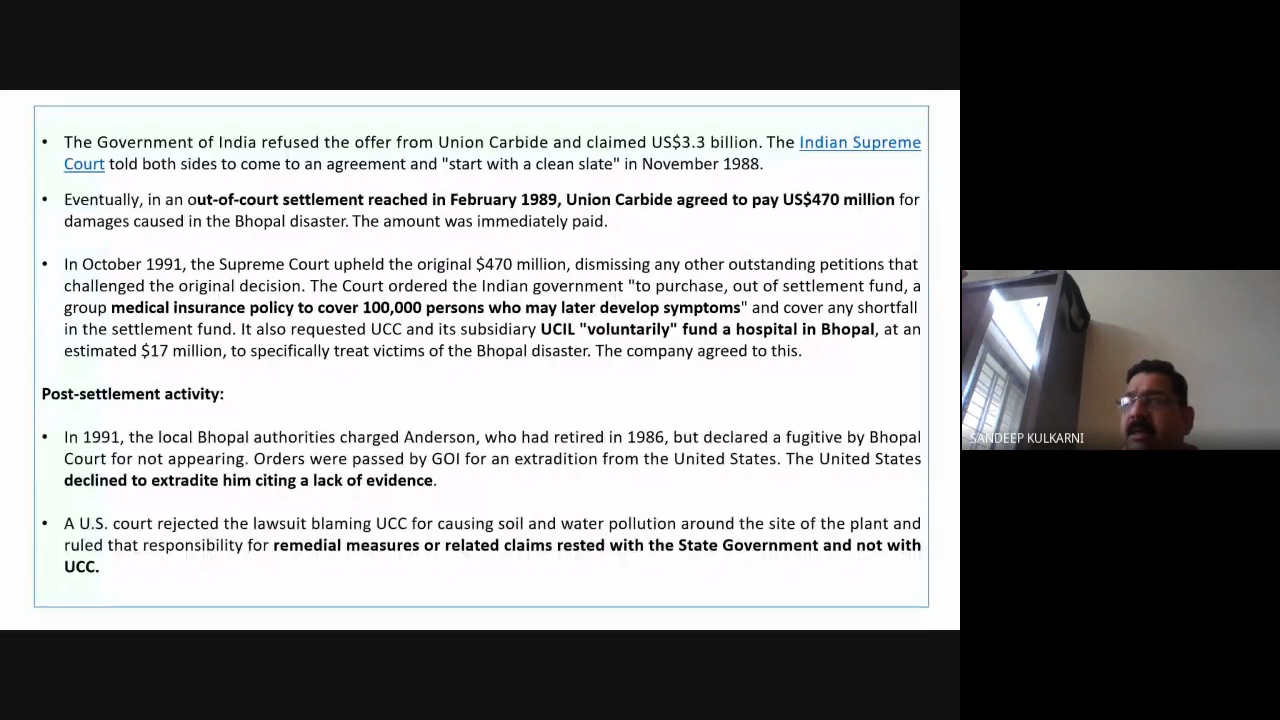 • The Government of India refused the offer from Union Carbide and claimed US$3.3 billion. The Indian Supreme
Court told both sides to come to an agreement and "start with a clean slate" in November 1988.
• Eventually, in an out-of-court settlement reached in February 1989, Union Carbide agreed to pay US$470 million for
damages caused in the Bhopal disaster. The amount was immediately paid.
• In October 1991, the Supreme Court upheld the original $470 million, dismissing any other outstanding petitions that
challenged the original decision. The Court ordered the Indian government "to purchase, out of settlement fund, a
group medical insurance policy to cover 100,000 persons who may later develop symptoms" and cover any shortfall
in the settlement fund. It also requested UCC and its subsidiary UCIL "voluntarily" fund a hospital in Bhopal, at an
estimated $17 million, to specifically treat victims of the Bhopal disaster. The company agreed to this.
Post-settlement activity:
• In 1991, the local Bhopal authorities charged Anderson, who had retired in 1986, but declared a fugitive by Bhopal
Court for not appearing. Orders were passed by GOI for an extradition from the United States. The United States
declined to extradite him citing a lack of evidence.
• A U.S. court rejected the lawsuit blaming UCC for causing soil and water pollution around the site of the plant and
ruled that responsibility for remedial measures or related claims rested with the State Government and not with
UCC.
SANDEEP KULKARNI